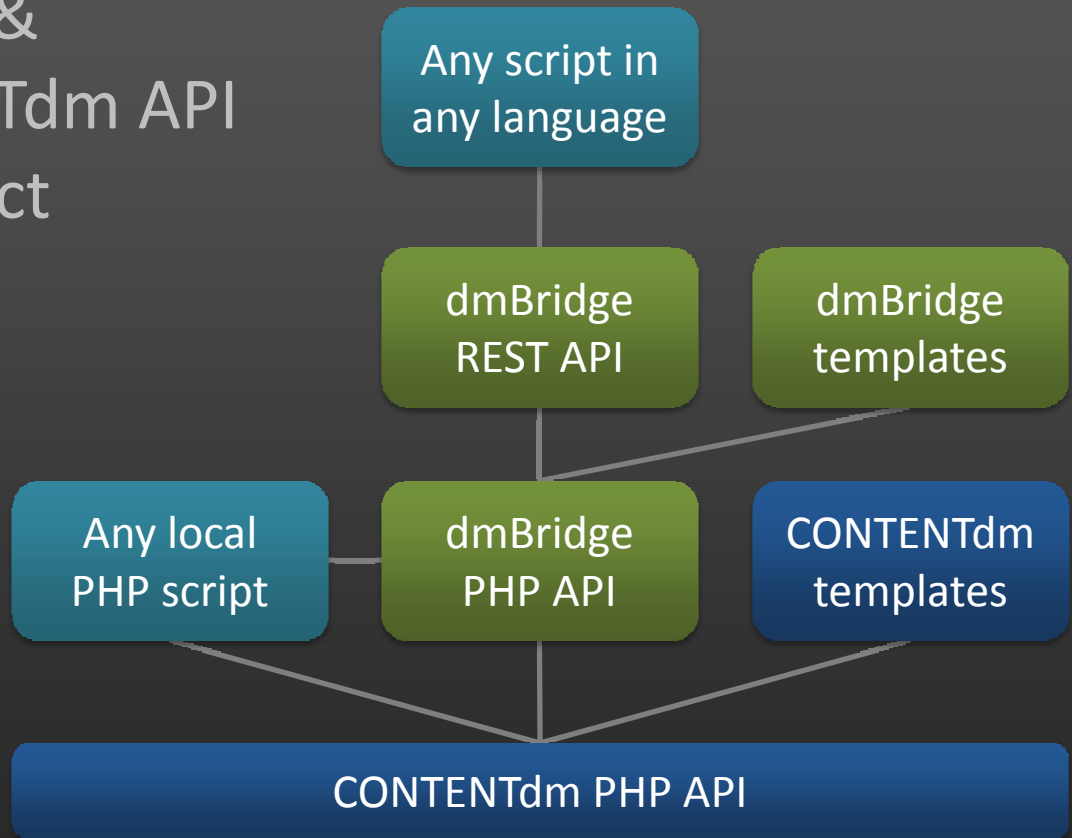 &
Tdm API
ct
Any script in
any language
dmBridge
REST API
dmBridge
templates
Any local
PHP script
dmBridge
PHP API
CONTENTdm
templates
CONTENTdm PHP API